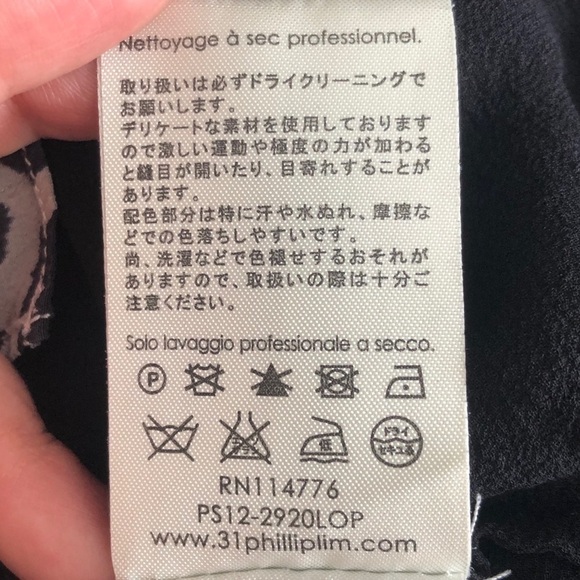 Nettoyage à sec professionnel.
取り扱いは必ずドライクリーニングで
お願いします。
デリケートな素材を使用しております
ので激しい運動や極度の力が加わる
と縫目が開いたり、目寄れすることが
あります。
配色部分は特に汗や水ぬれ、摩擦な
どでの色落ちしやすいです。
尚、洗濯などで色褪せするおそれが
ありますので、取扱いの際は十分ご
注意ください。
Solo lavaggio professionale a secco.
P
低
ドライ
セキユ系
RN114776
PS12-2920LOP
www.31philliplim.com